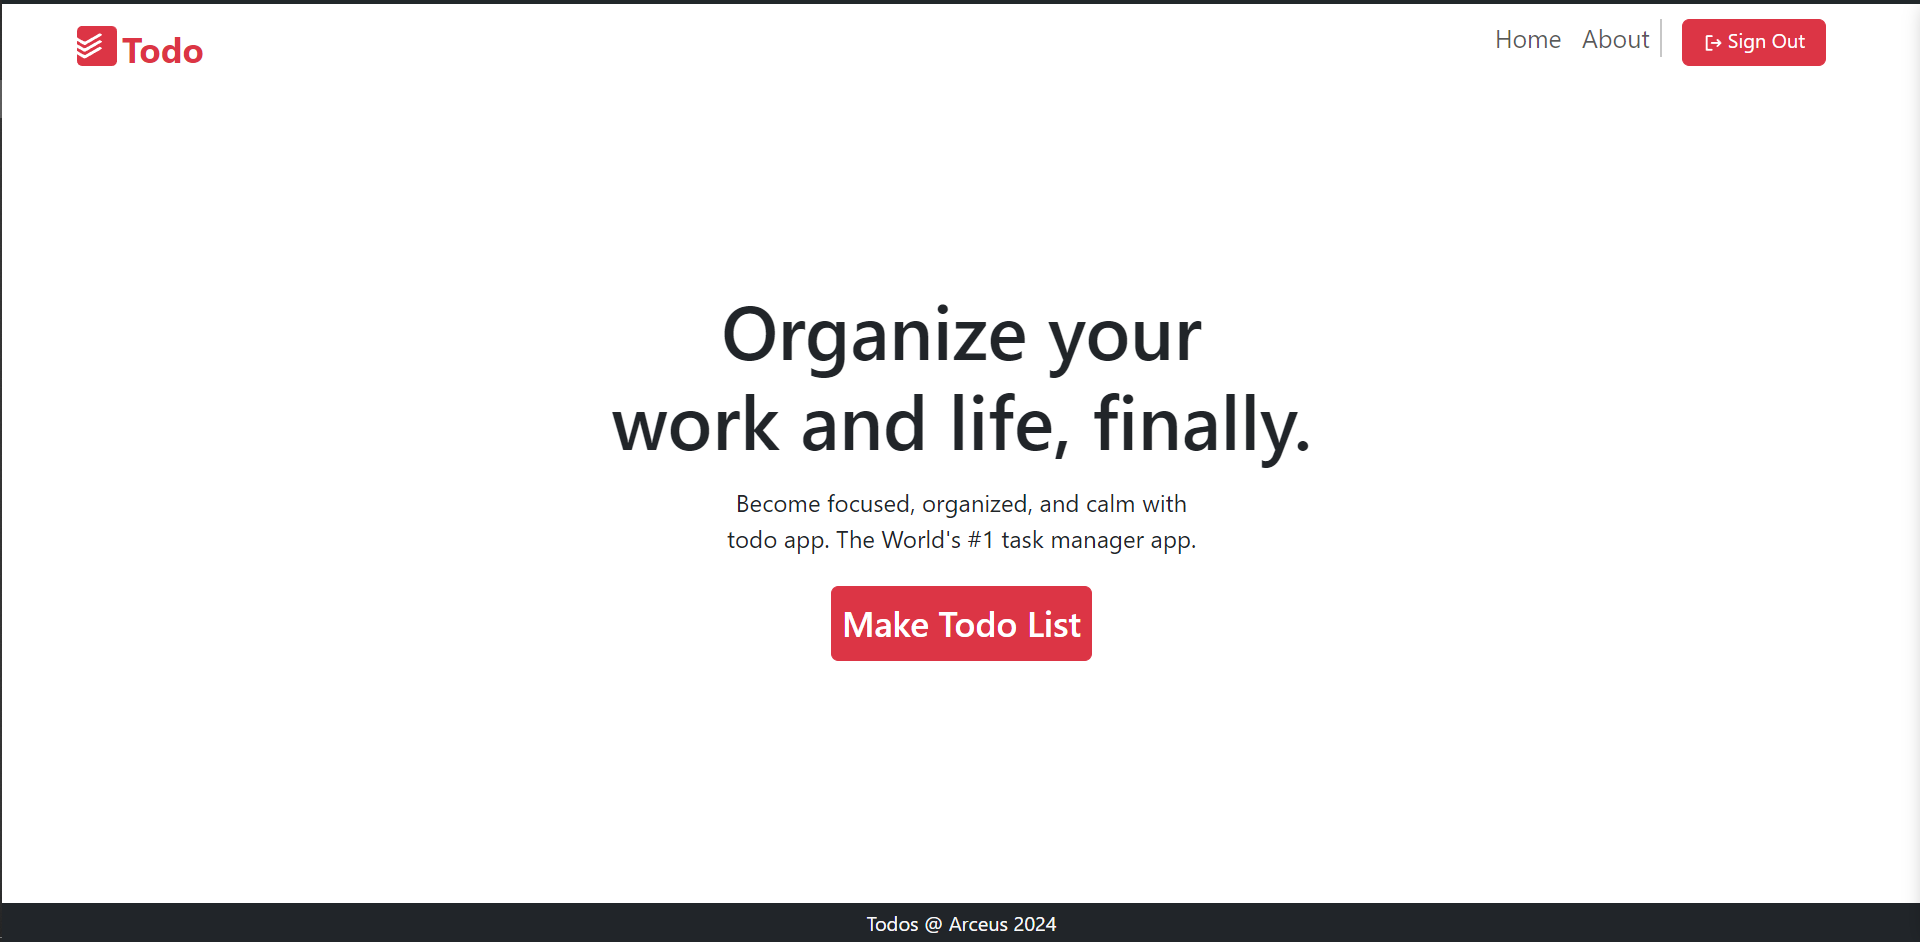 Todo
Home About Sign Out
Organize your
work and life, finally.
Become focused, organized, and calm with
todo app. The World's #1 task manager app.
Make Todo List
Todos @ Arceus 2024